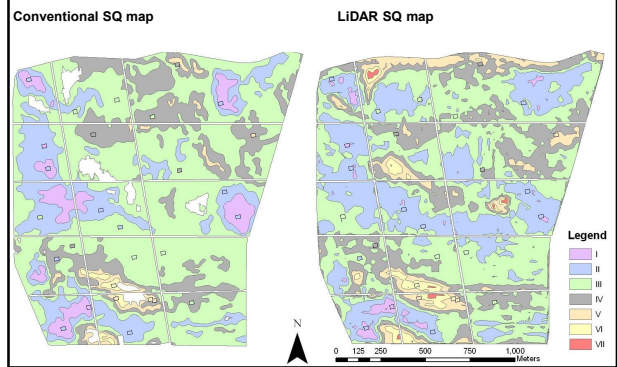 Conventional SQ map
LiDAR SQ map
Legend
I
II
III
IV
V
VI
VII
N
0 125 250 500 750 1,000
Meters